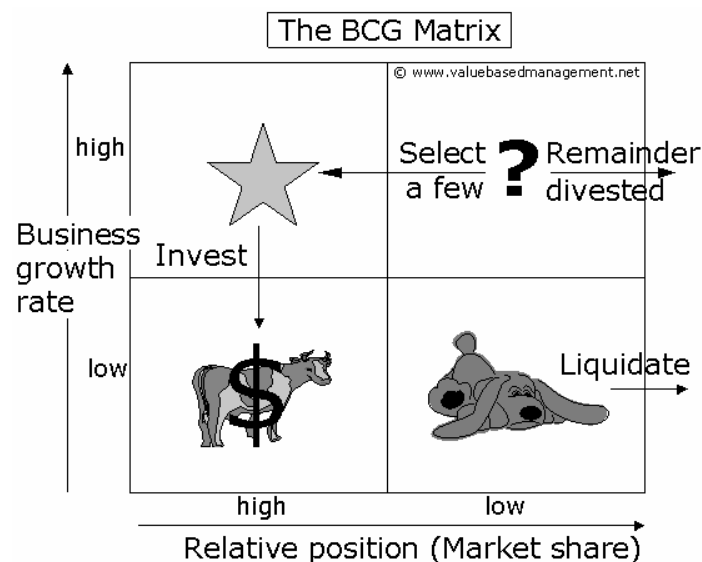 The BCG Matrix
© www.valuebasedmanagement.net
high
Select
a few
?
Remainder
divested
Business
growth
rate
Invest
low
$
Liquidate
high
low
Relative position (Market share)